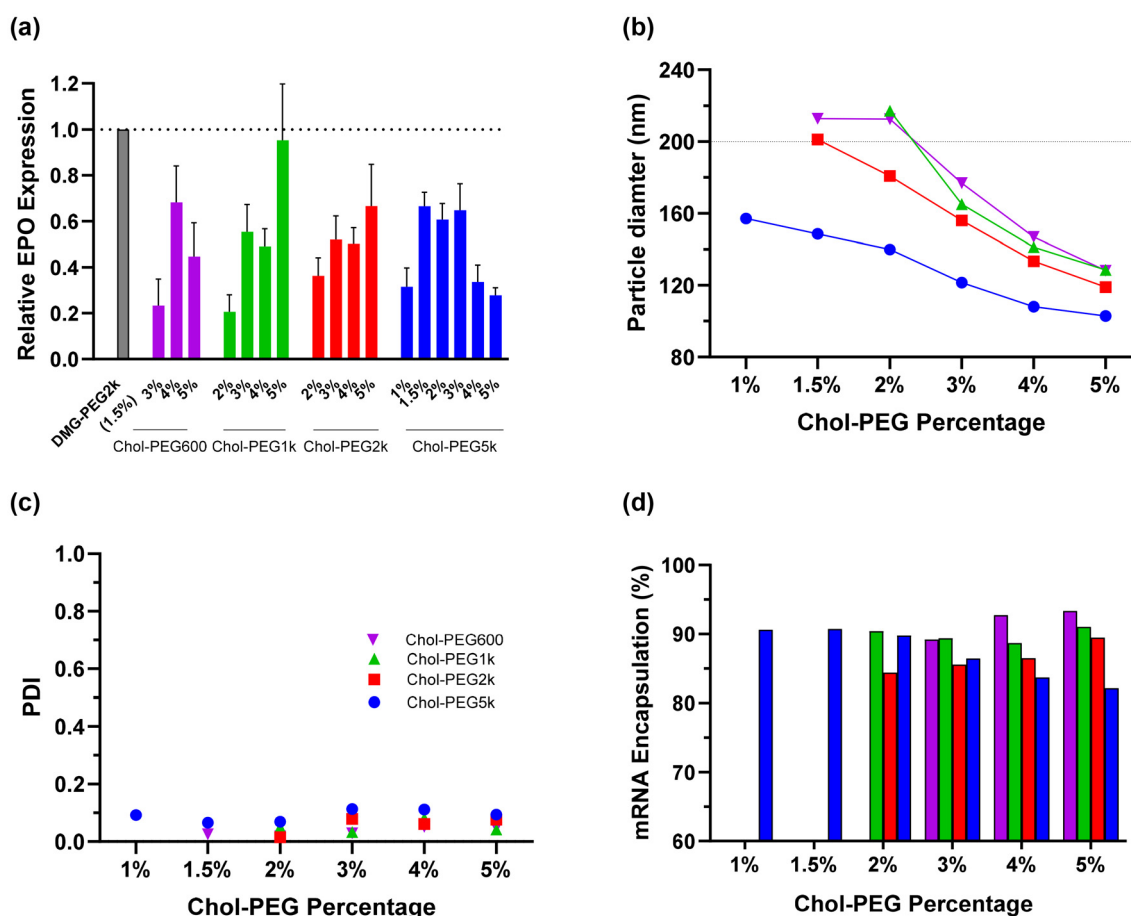 (a)
Relative EPO Expression
1.2
1.0
0.8
0.6
0.4
0.2
0.0
DMG-PEG2k
(1.5%)
3% 4% 5%
2% 3% 4% 5%
2% 3% 4% 5%
1% 1.5% 2% 3% 4% 5%
Chol-PEG600 Chol-PEG1k Chol-PEG2k Chol-PEG5k
(b)
Particle diamter (nm)
240
200
160
120
80
1% 1.5% 2% 3% 4% 5%
Chol-PEG Percentage
(c)
PDI
1.0
0.8
0.6
0.4
0.2
0.0
Chol-PEG600
Chol-PEG1k
Chol-PEG2k
Chol-PEG5k
1% 1.5% 2% 3% 4% 5%
Chol-PEG Percentage
(d)
mRNA Encapsulation (%)
100
90
80
70
60
1% 1.5% 2% 3% 4% 5%
Chol-PEG Percentage